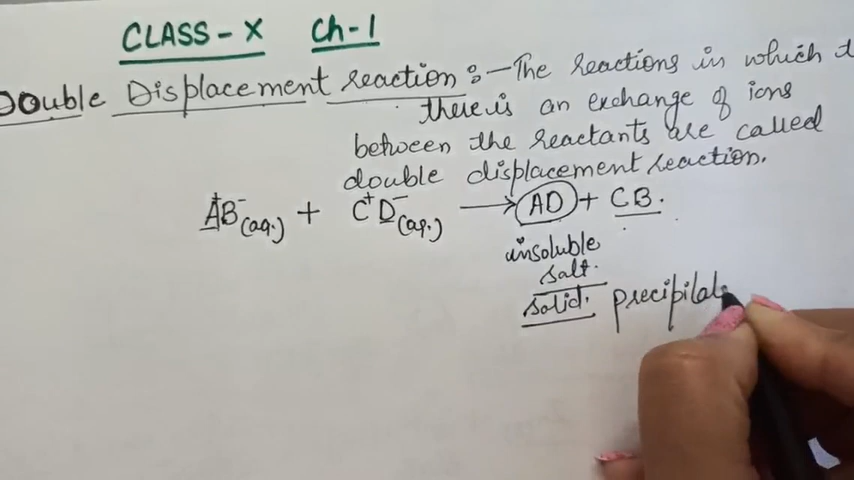 CLASS - X Ch-1
Double Displacement reaction :- The reactions in which
there is an exchange of ions
between the reactants are called
double displacement reaction.
A⁺B⁻(aq.) + C⁺D⁻(aq.) → AD + CB.
insoluble
salt.
solid. precipitat